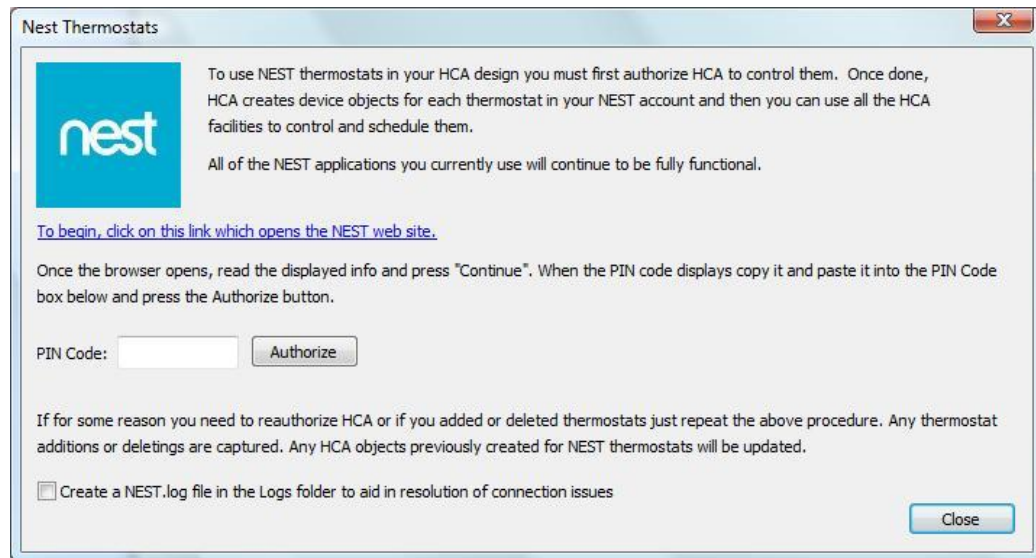 Nest Thermostats
nest
To use NEST thermostats in your HCA design you must first authorize HCA to control them.  Once done,
HCA creates device objects for each thermostat in your NEST account and then you can use all the HCA
facilities to control and schedule them.
All of the NEST applications you currently use will continue to be fully functional.
To begin, click on this link which opens the NEST web site.
Once the browser opens, read the displayed info and press "Continue". When the PIN code displays copy it and paste it into the PIN Code
box below and press the Authorize button.
PIN Code: Authorize
If for some reason you need to reauthorize HCA or if you added or deleted thermostats just repeat the above procedure. Any thermostat
additions or deletings are captured. Any HCA objects previously created for NEST thermostats will be updated.
Create a NEST.log file in the Logs folder to aid in resolution of connection issues
Close